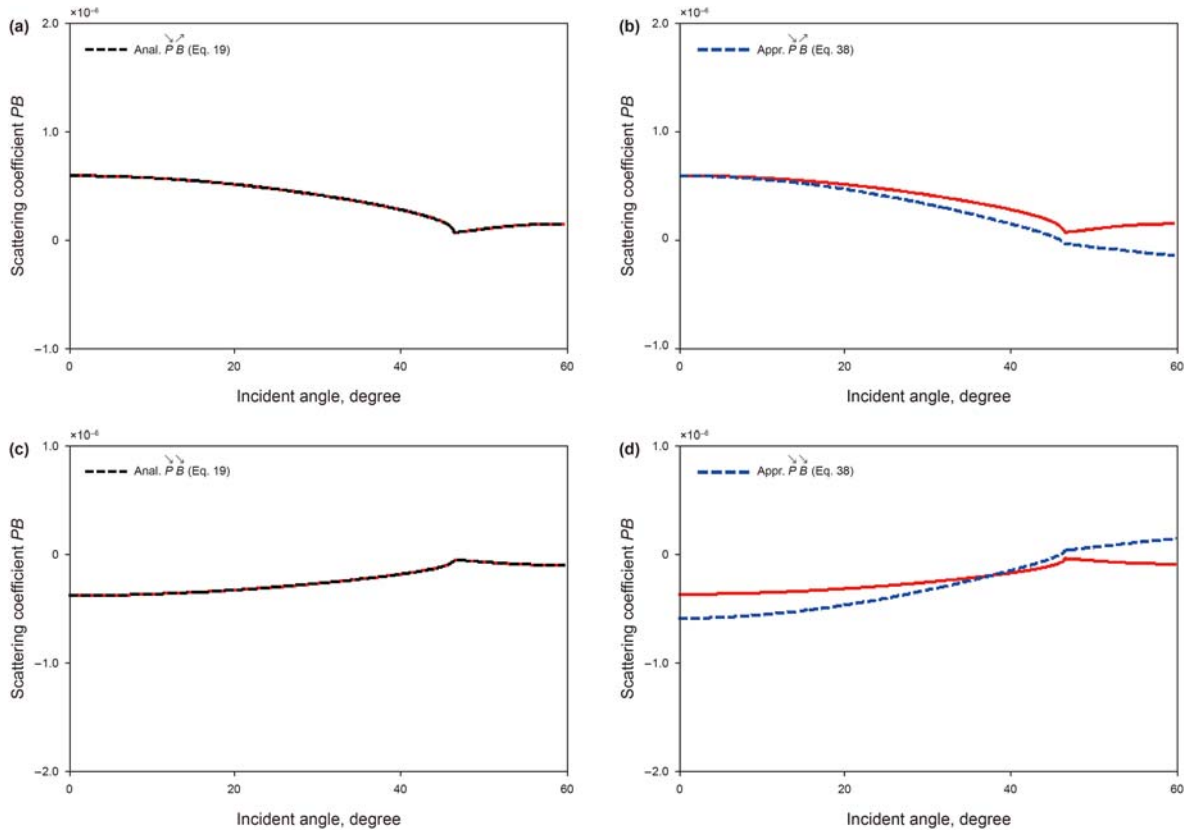 (a)
×10⁻⁶
2.0
1.0
0
−1.0
Anal. P B (Eq. 19)
↘↗
Scattering coefficient PB
0 20 40 60
Incident angle, degree
(b)
×10⁻⁶
2.0
1.0
0
−1.0
Appr. P B (Eq. 38)
↘↗
Scattering coefficient PB
0 20 40 60
Incident angle, degree
(c)
×10⁻⁶
1.0
0
−1.0
−2.0
Anal. P B (Eq. 19)
↘↘
Scattering coefficient PB
0 20 40 60
Incident angle, degree
(d)
×10⁻⁶
1.0
0
−1.0
−2.0
Appr. P B (Eq. 38)
↘↘
Scattering coefficient PB
0 20 40 60
Incident angle, degree